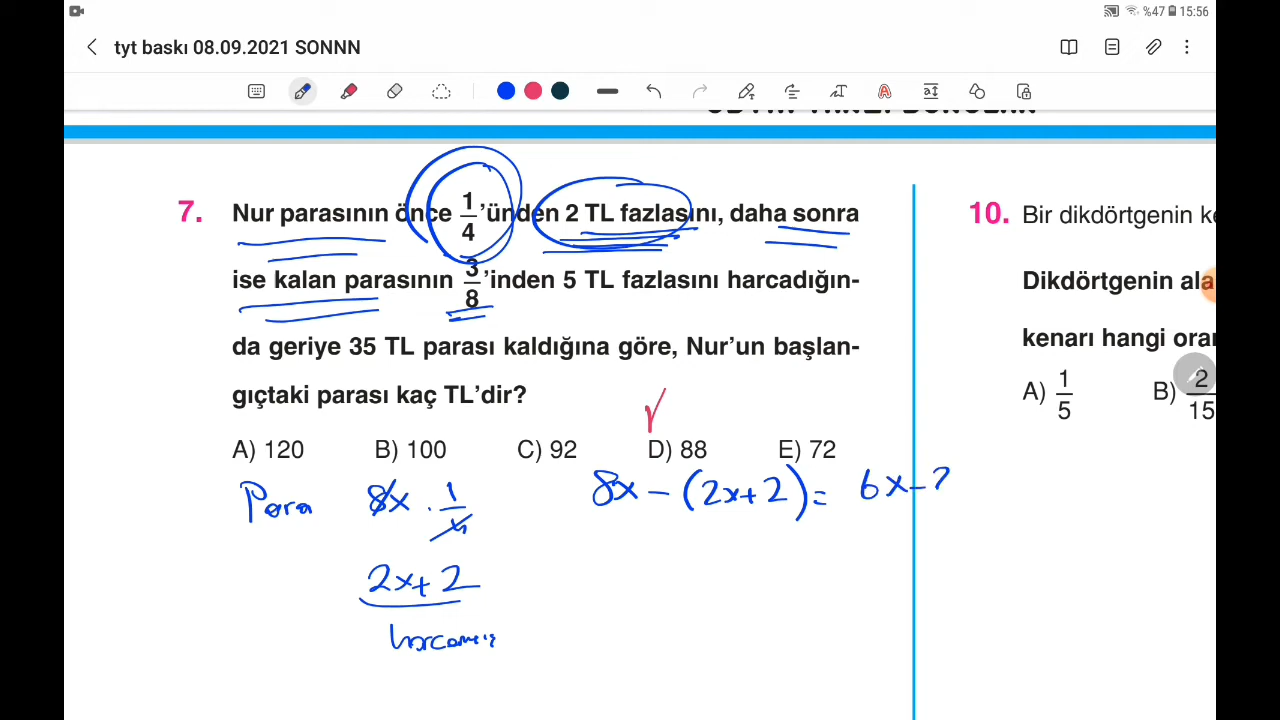 %47 15:56
tyt baskı 08.09.2021 SONNN
7. Nur parasının önce 1/4 'ünden 2 TL fazlasını, daha sonra
ise kalan parasının 3/8 'inden 5 TL fazlasını harcadığın-
da geriye 35 TL parası kaldığına göre, Nur'un başlan-
gıçtaki parası kaç TL'dir?
A) 120 B) 100 C) 92 D) 88 E) 72
Para 8x · 1/4
8x – (2x+2) = 6x–2
2x+2
harcamış
10. Bir dikdörtgenin
Dikdörtgenin
kenarı hangi
A) 1/5 B) 2/15